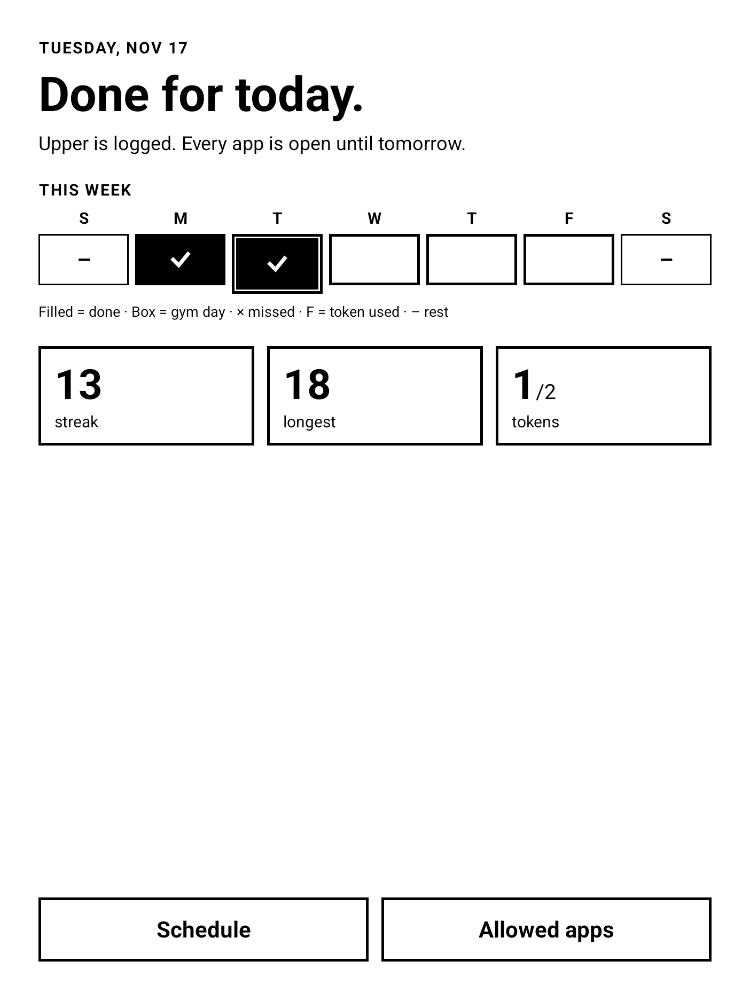 TUESDAY, NOV 17
Done for today.
Upper is logged. Every app is open until tomorrow.
THIS WEEK
S M T W T F S
– ✓ ✓ –
Filled = done · Box = gym day · × missed · F = token used · – rest
13 18 1/2
streak longest tokens
Schedule Allowed apps